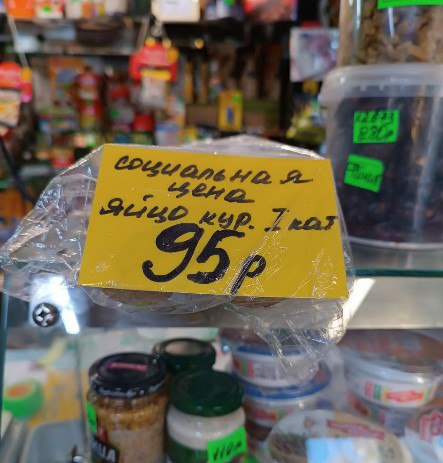 социальная
цена
яйцо кур. I кат
95р